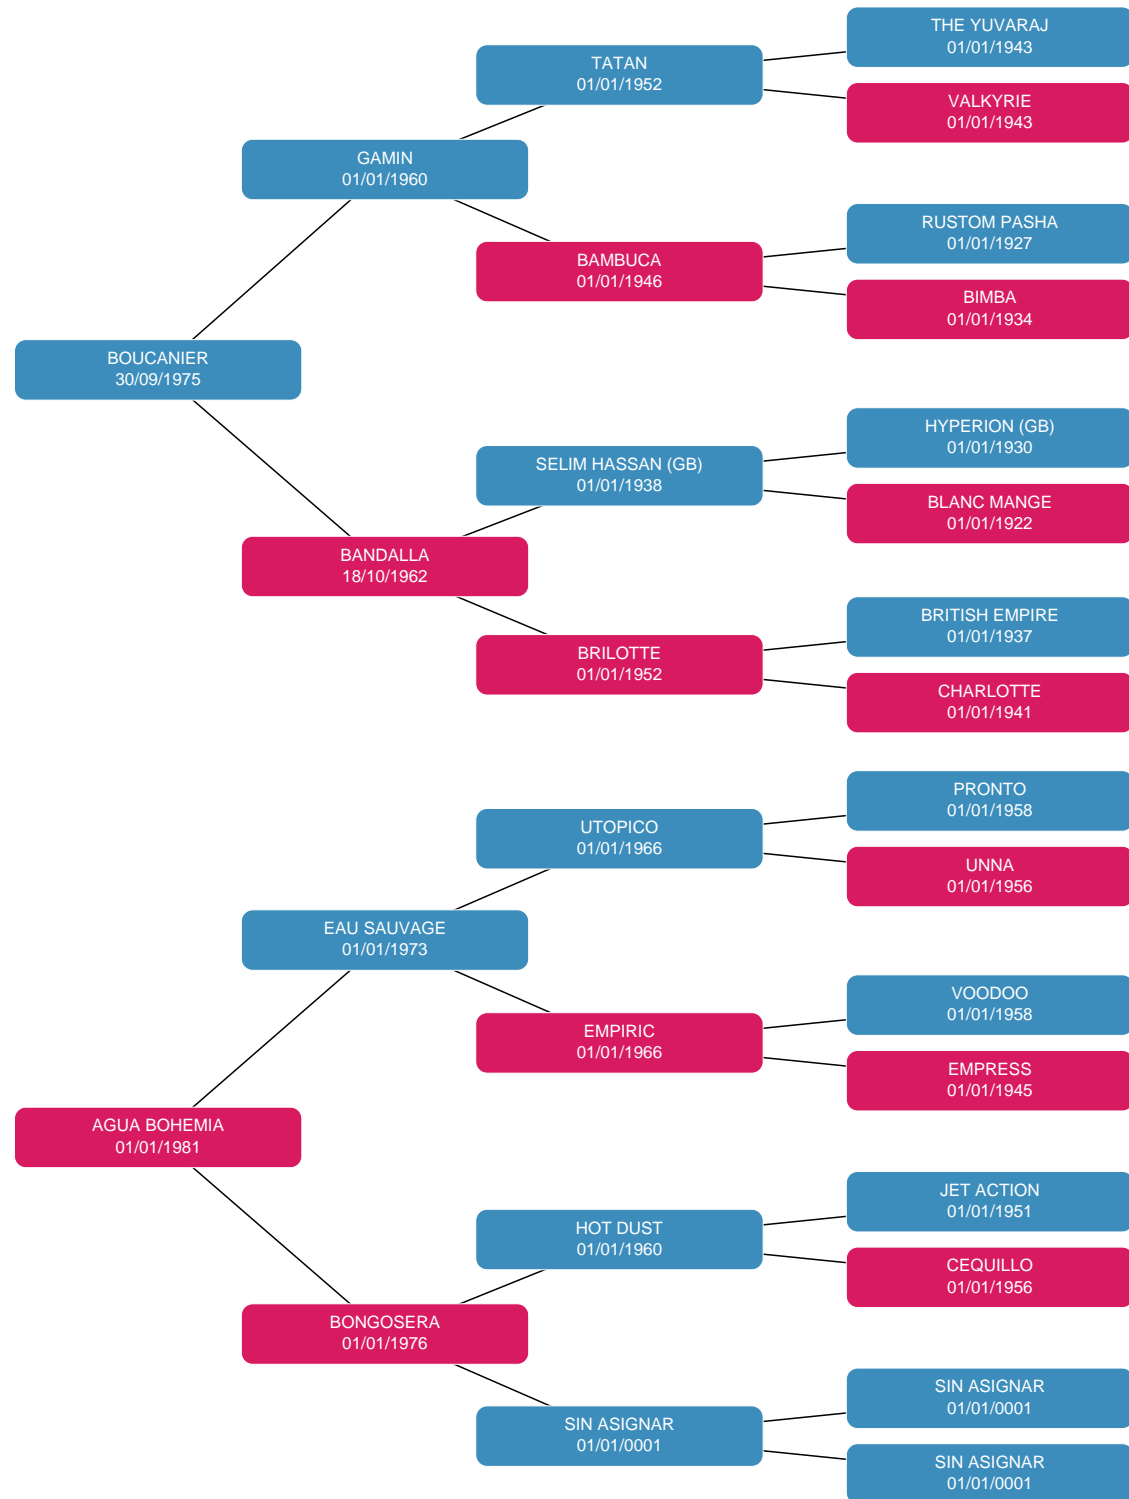 THE YUVARAJ
01/01/1943
TATAN
01/01/1952
VALKYRIE
01/01/1943
GAMIN
01/01/1960
RUSTOM PASHA
01/01/1927
BAMBUCA
01/01/1946
BIMBA
01/01/1934
BOUCANIER
30/09/1975
HYPERION (GB)
01/01/1930
SELIM HASSAN (GB)
01/01/1938
BLANC MANGE
01/01/1922
BANDALLA
18/10/1962
BRITISH EMPIRE
01/01/1937
BRILOTTE
01/01/1952
CHARLOTTE
01/01/1941
PRONTO
01/01/1958
UTOPICO
01/01/1966
UNNA
01/01/1956
EAU SAUVAGE
01/01/1973
VOODOO
01/01/1958
EMPIRIC
01/01/1966
EMPRESS
01/01/1945
AGUA BOHEMIA
01/01/1981
JET ACTION
01/01/1951
HOT DUST
01/01/1960
CEQUILLO
01/01/1956
BONGOSERA
01/01/1976
SIN ASIGNAR
01/01/0001
SIN ASIGNAR
01/01/0001
SIN ASIGNAR
01/01/0001